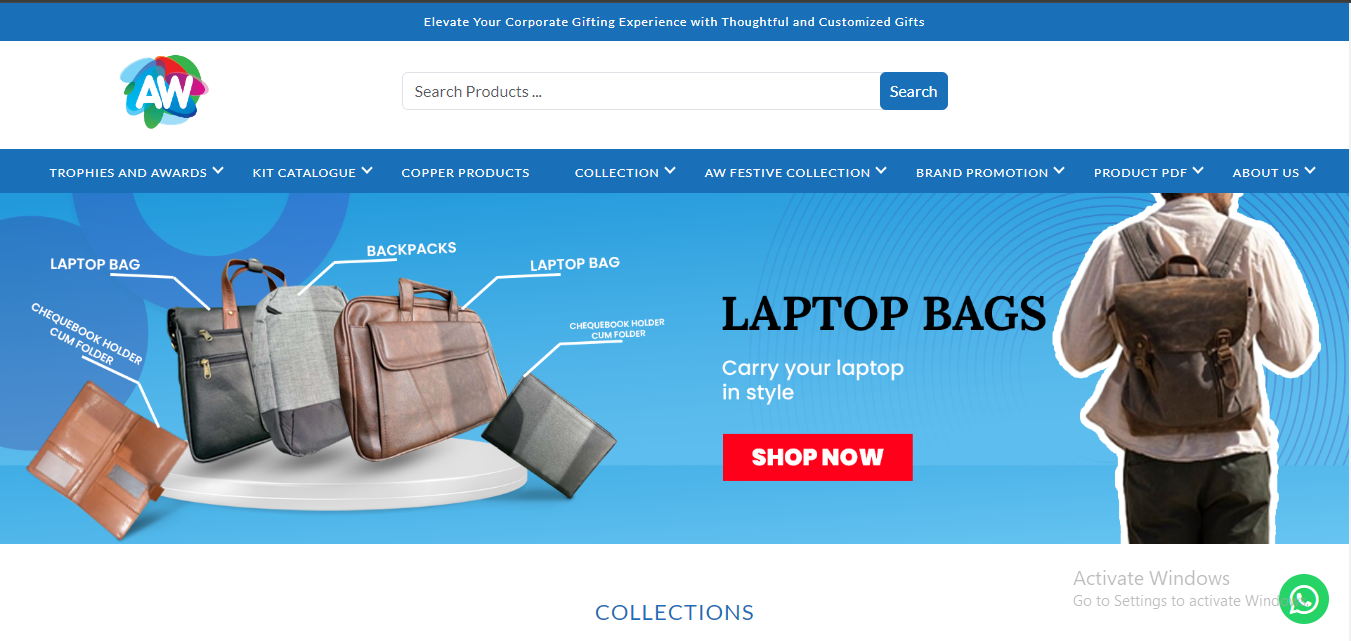 Elevate Your Corporate Gifting Experience with Thoughtful and Customized Gifts
AW
Search Products ...
Search
TROPHIES AND AWARDS
KIT CATALOGUE
COPPER PRODUCTS
COLLECTION
AW FESTIVE COLLECTION
BRAND PROMOTION
PRODUCT PDF
ABOUT US
LAPTOP BAG
BACKPACKS
LAPTOP BAG
CHEQUEBOOK HOLDER
CUM FOLDER
CHEQUEBOOK HOLDER
CUM FOLDER
LAPTOP BAGS
Carry your laptop
in style
SHOP NOW
COLLECTIONS
Activate Windows
Go to Settings to activate Windows.